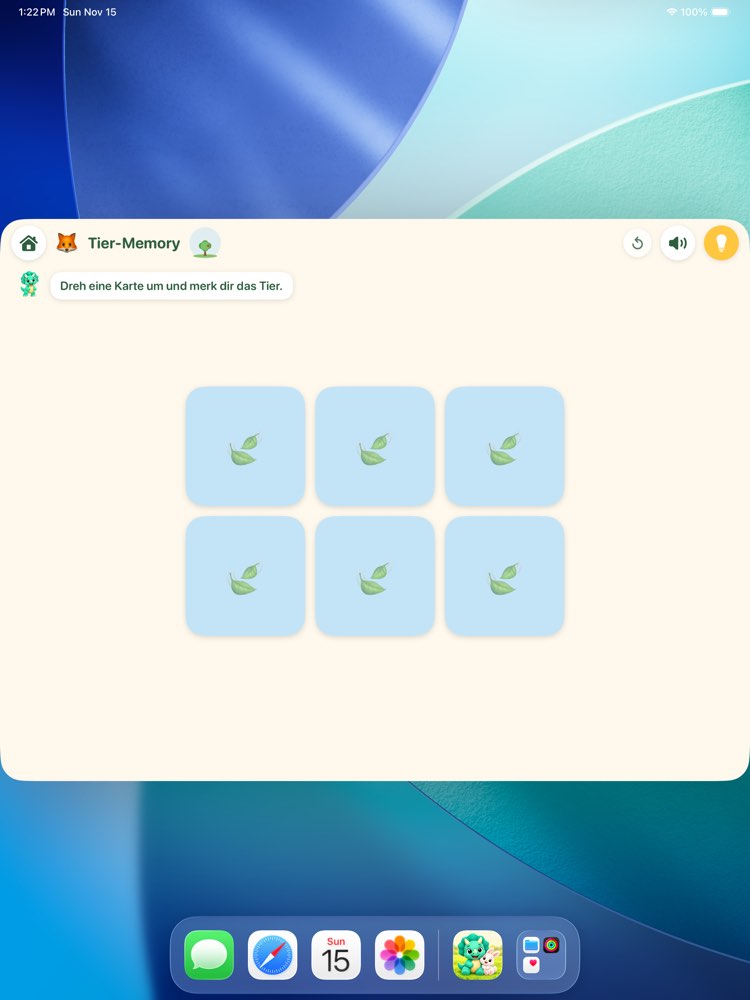 1:22 PM Sun Nov 15
100%
Tier-Memory
Dreh eine Karte um und merk dir das Tier.
Sun
15